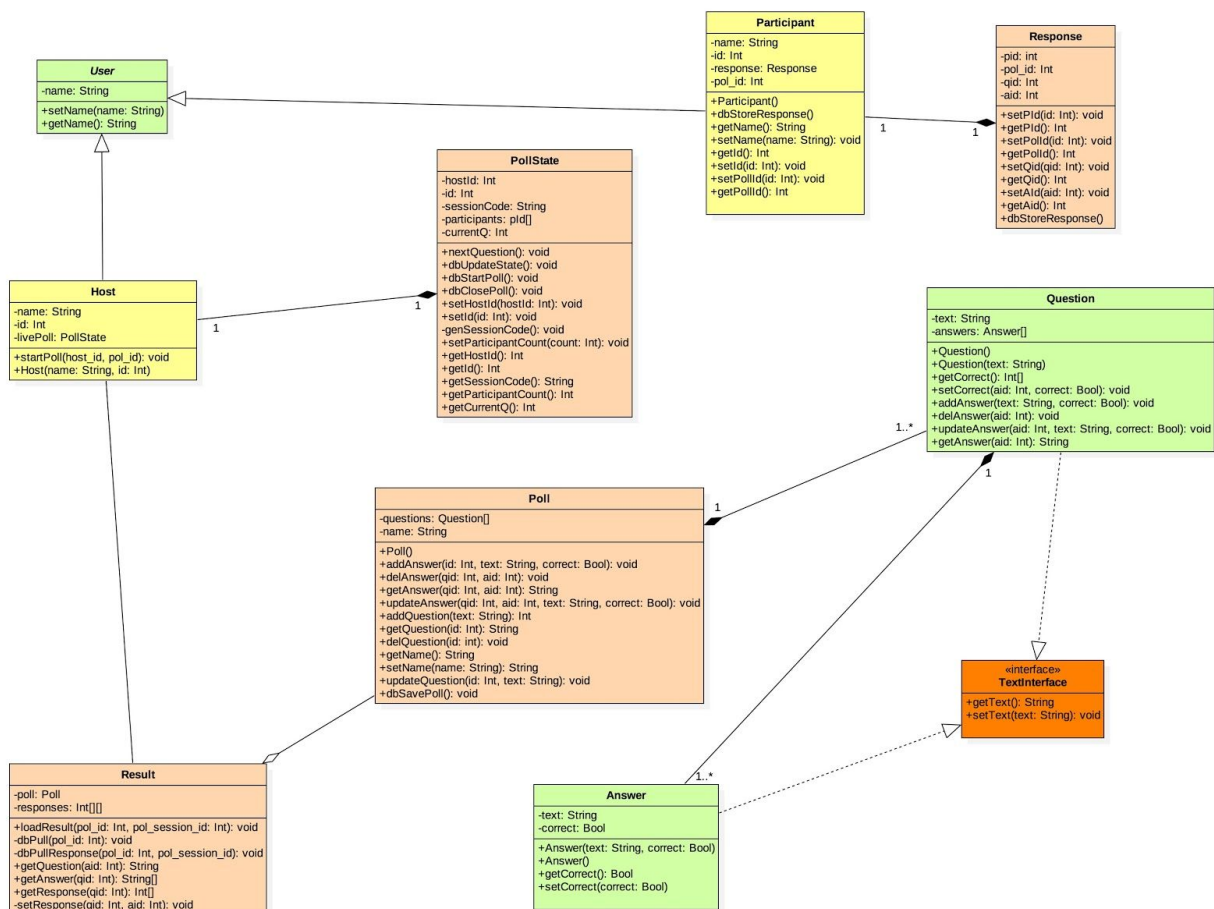 User
-name: String
+setName(name: String)
+getName(): String
Participant
-name: String
-id: Int
-response: Response
-pol_id: Int
+Participant()
+dbStoreResponse()
+getName(): String
+setName(name: String): void
+getId(): Int
+setId(id: Int): void
+setPollId(id: Int): void
+getPollId(): Int
1
1
Response
-pid: int
-pol_id: Int
-qid: Int
-aid: Int
+setPId(id: Int): void
+getPId(): Int
+setPolId(id: Int): void
+getPolId(): Int
+setQid(qid: Int): void
+getQid(): Int
+setAId(aid: Int): void
+getAid(): Int
+dbStoreResponse()
PollState
-hostId: Int
-id: Int
-sessionCode: String
-participants: pId[]
-currentQ: Int
+nextQuestion(): void
+dbUpdateState(): void
+dbStartPoll(): void
+dbClosePoll(): void
+setHostId(hostId: Int): void
+setId(id: Int): void
-genSessionCode(): void
+setParticipantCount(count: Int): void
+getHostId(): Int
+getId(): Int
+getSessionCode(): String
+getParticipantCount(): Int
+getCurrentQ(): Int
Host
-name: String
-id: Int
-livePoll: PollState
+startPoll(host_id, pol_id): void
+Host(name: String, id: Int)
1
1
Question
-text: String
-answers: Answer[]
+Question()
+Question(text: String)
+getCorrect(): Int[]
+setCorrect(aid: Int, correct: Bool): void
+addAnswer(text: String, correct: Bool): void
+delAnswer(aid: Int): void
+updateAnswer(aid: Int, text: String, correct: Bool): void
+getAnswer(aid: Int): String
1..*
1
1
Poll
-questions: Question[]
-name: String
+Poll()
+addAnswer(id: Int, text: String, correct: Bool): void
+delAnswer(qid: Int, aid: Int): void
+getAnswer(qid: Int, aid: Int): String
+updateAnswer(qid: Int, aid: Int, text: String, correct: Bool): void
+addQuestion(text: String): Int
+getQuestion(id: Int): String
+delQuestion(id: int): void
+getName(): String
+setName(name: String): String
+updateQuestion(id: Int, text: String): void
+dbSavePoll(): void
«interface»
TextInterface
+getText(): String
+setText(text: String): void
Result
-poll: Poll
-responses: Int[][]
+loadResult(pol_id: Int, pol_session_id: Int): void
-dbPull(pol_id: Int): void
-dbPullResponse(pol_id: Int, pol_session_id): void
+getQuestion(aid: Int): String
+getAnswer(qid: Int): String[]
+getResponse(qid: Int): Int[]
-setResponse(qid: Int, aid: Int): void
1..*
Answer
-text: String
-correct: Bool
+Answer(text: String, correct: Bool)
+Answer()
+getCorrect(): Bool
+setCorrect(correct: Bool)